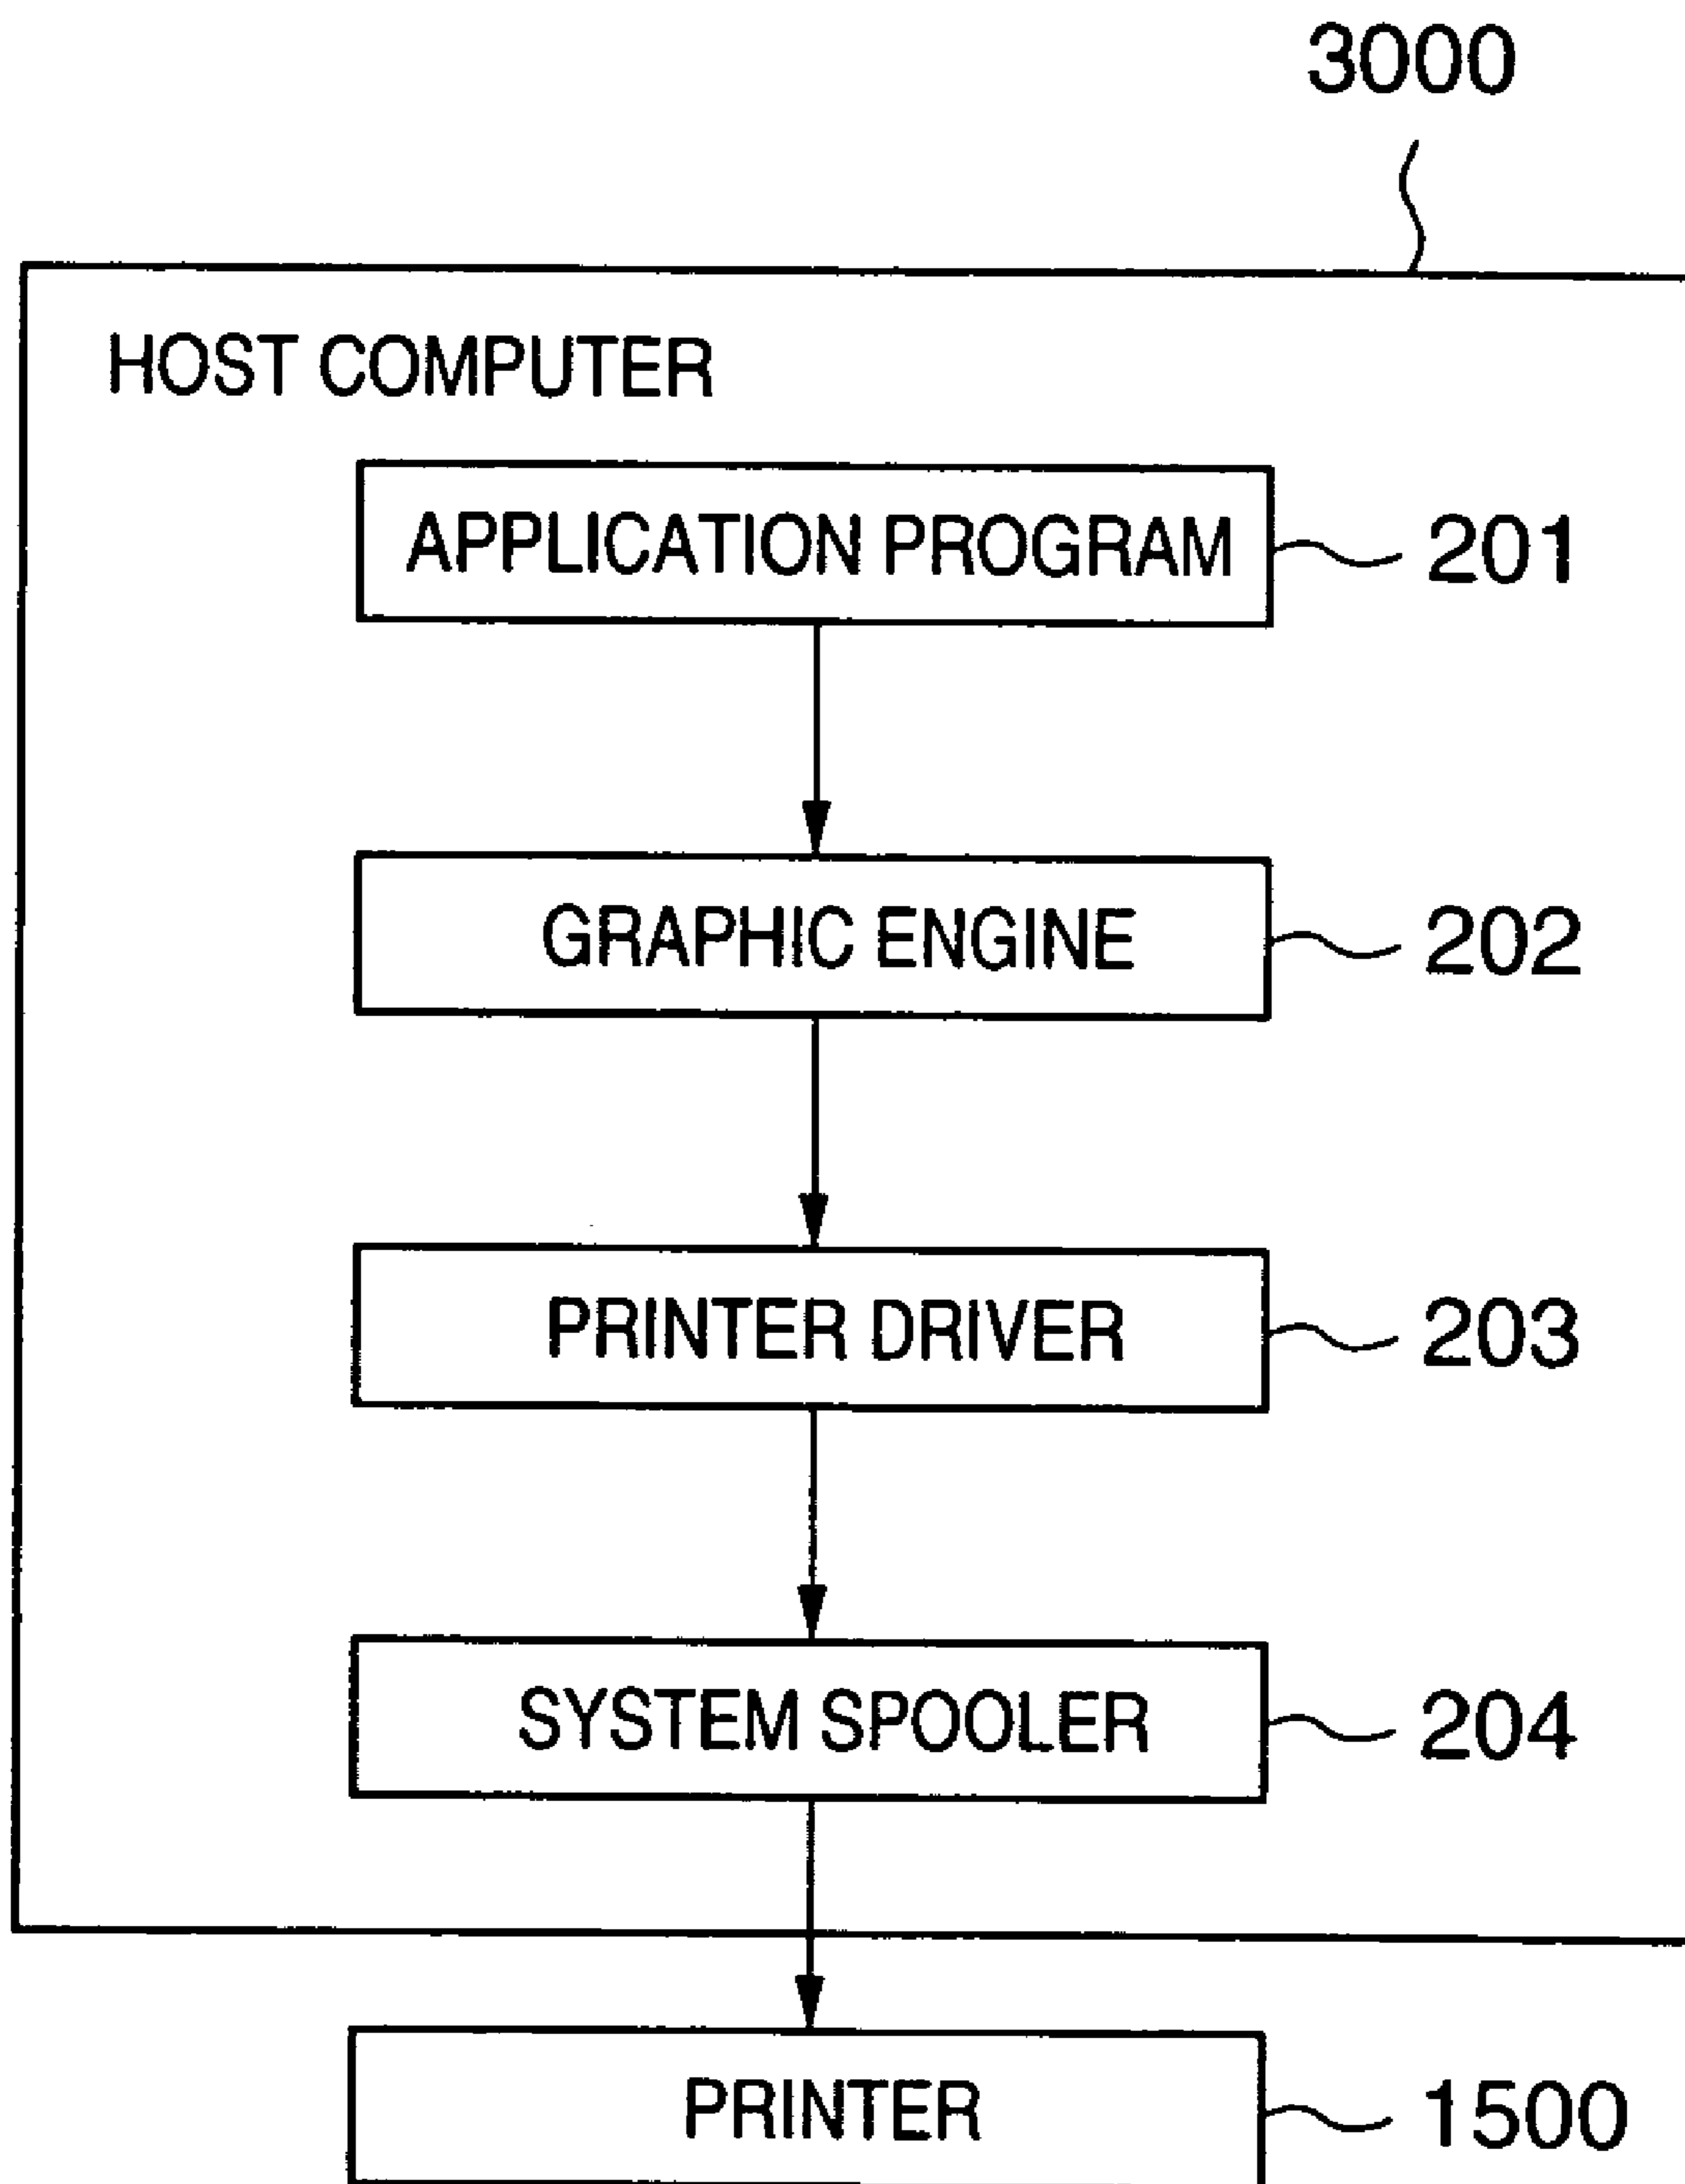 3000
HOST COMPUTER
APPLICATION PROGRAM 201
GRAPHIC ENGINE 202
PRINTER DRIVER 203
SYSTEM SPOOLER 204
PRINTER 1500